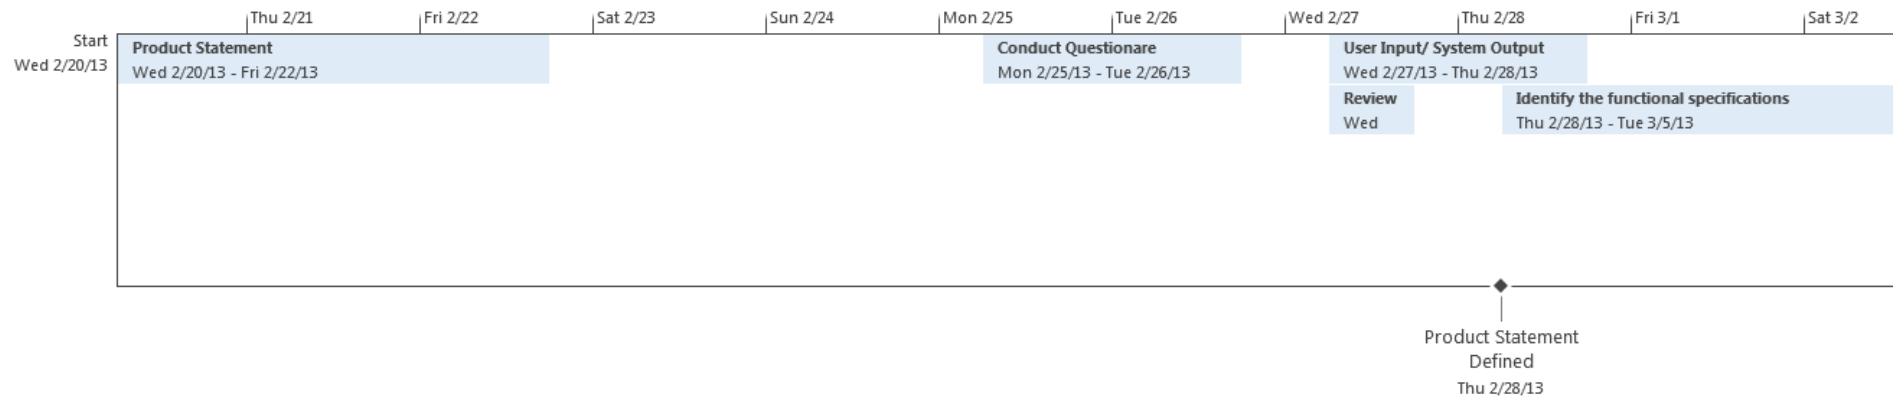 Thu 2/21 Fri 2/22 Sat 2/23 Sun 2/24 Mon 2/25 Tue 2/26 Wed 2/27 Thu 2/28 Fri 3/1 Sat 3/2
Start
Wed 2/20/13
Product Statement
Wed 2/20/13 - Fri 2/22/13
Conduct Questionare
Mon 2/25/13 - Tue 2/26/13
User Input/ System Output
Wed 2/27/13 - Thu 2/28/13
Review
Wed
Identify the functional specifications
Thu 2/28/13 - Tue 3/5/13
Product Statement
Defined
Thu 2/28/13